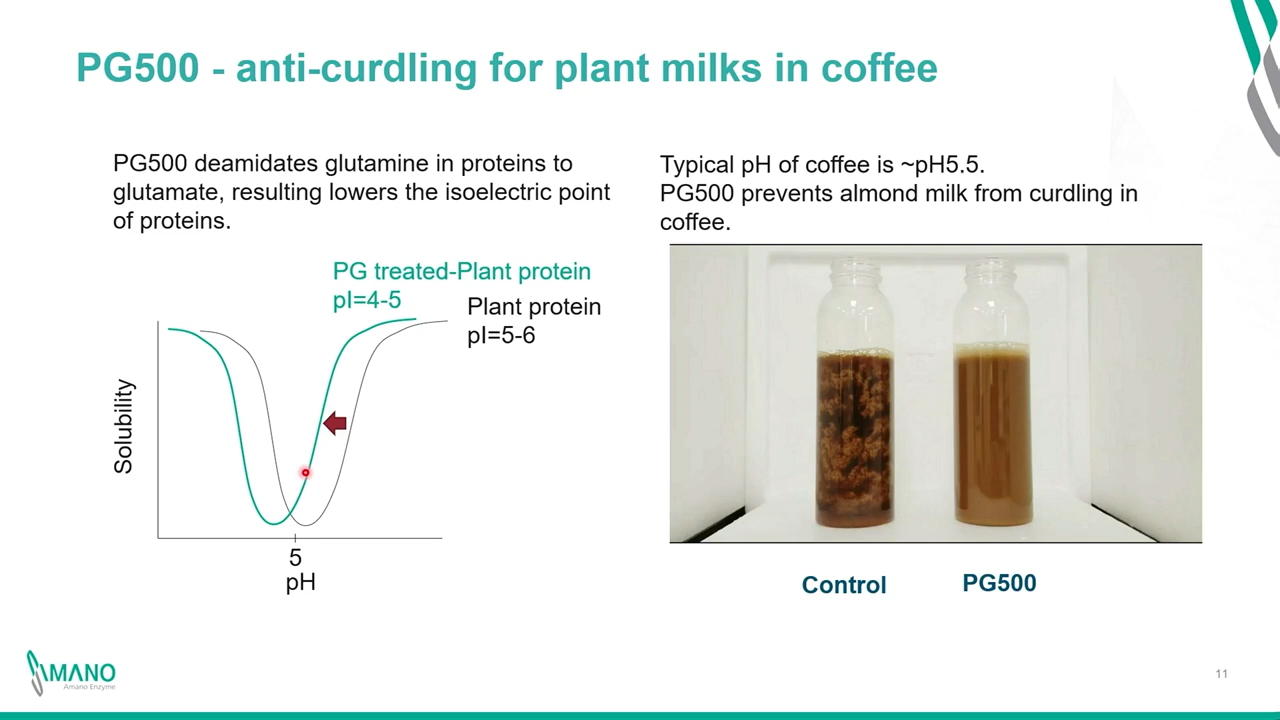 PG500 - anti-curdling for plant milks in coffee
PG500 deamidates glutamine in proteins to
glutamate, resulting lowers the isoelectric point
of proteins.
Typical pH of coffee is ~pH5.5.
PG500 prevents almond milk from curdling in
coffee.
PG treated-Plant protein
pI=4-5
Plant protein
pI=5-6
Solubility
5
pH
Control
PG500
AMANO
Amano Enzyme
11